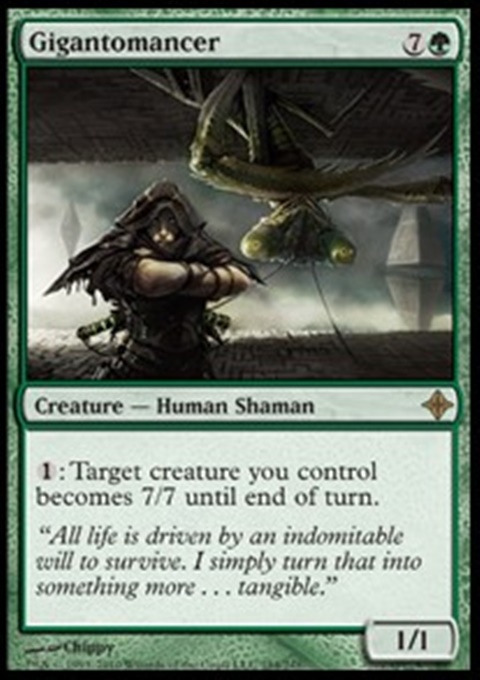 Gigantomancer 7
Creature — Human Shaman
1: Target creature you control
becomes 7/7 until end of turn.
“All life is driven by an indomitable
will to survive. I simply turn that into
something more . . . tangible.”
Chippy
1/1